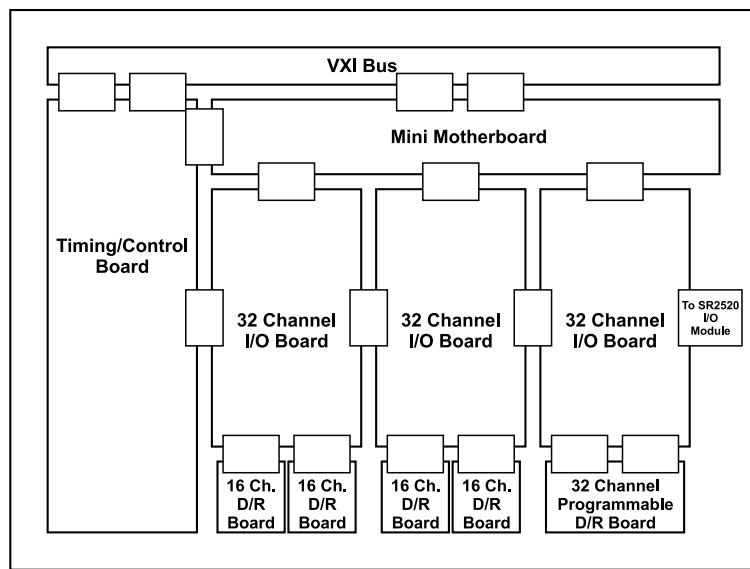 VXI Bus
Mini Motherboard
Timing/Control
Board
32 Channel
I/O Board
32 Channel
I/O Board
32 Channel
I/O Board
To SR2520
I/O
Module
16 Ch.
D/R
Board
16 Ch.
D/R
Board
16 Ch.
D/R
Board
16 Ch.
D/R
Board
32 Channel
Programmable
D/R Board